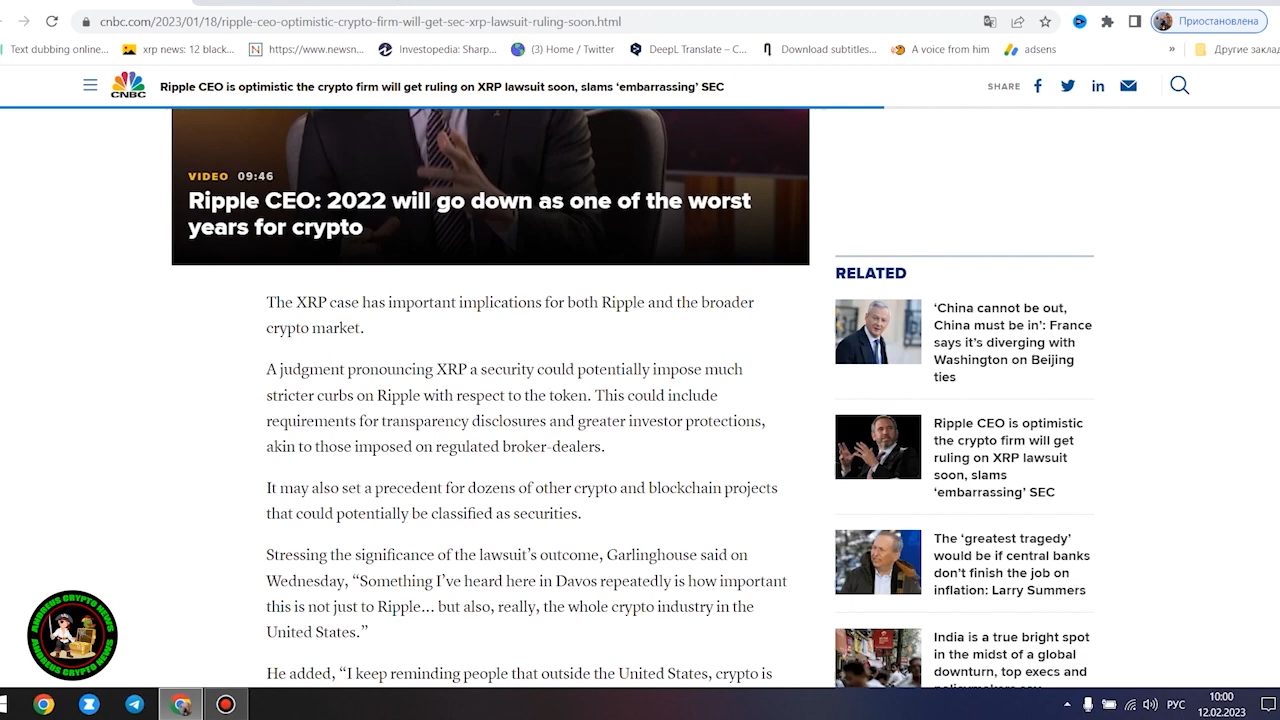 cnbc.com/2023/01/18/ripple-ceo-optimistic-crypto-firm-will-get-sec-xrp-lawsuit-ruling-soon.html
Приостановлена
Text dubbing online...
xrp news: 12 black...
https://www.newsn...
Investopedia: Sharp...
(3) Home / Twitter
DeepL Translate – C...
Download subtitles...
A voice from him
adsens
»
Другие заклад
CNBC
Ripple CEO is optimistic the crypto firm will get ruling on XRP lawsuit soon, slams ‘embarrassing’ SEC
SHARE
VIDEO 09:46
Ripple CEO: 2022 will go down as one of the worst
years for crypto
The XRP case has important implications for both Ripple and the broader
crypto market.
A judgment pronouncing XRP a security could potentially impose much
stricter curbs on Ripple with respect to the token. This could include
requirements for transparency disclosures and greater investor protections,
akin to those imposed on regulated broker-dealers.
It may also set a precedent for dozens of other crypto and blockchain projects
that could potentially be classified as securities.
Stressing the significance of the lawsuit’s outcome, Garlinghouse said on
Wednesday, “Something I’ve heard here in Davos repeatedly is how important
this is not just to Ripple… but also, really, the whole crypto industry in the
United States.”
He added, “I keep reminding people that outside the United States, crypto is
RELATED
‘China cannot be out,
China must be in’: France
says it’s diverging with
Washington on Beijing
ties
Ripple CEO is optimistic
the crypto firm will get
ruling on XRP lawsuit
soon, slams
‘embarrassing’ SEC
The ‘greatest tragedy’
would be if central banks
don’t finish the job on
inflation: Larry Summers
India is a true bright spot
in the midst of a global
downturn, top execs and
policymakers say
ANDREUS CRYPTO NEWS
ANDREUS CRYPTO NEWS
РУС
10:00
12.02.2023